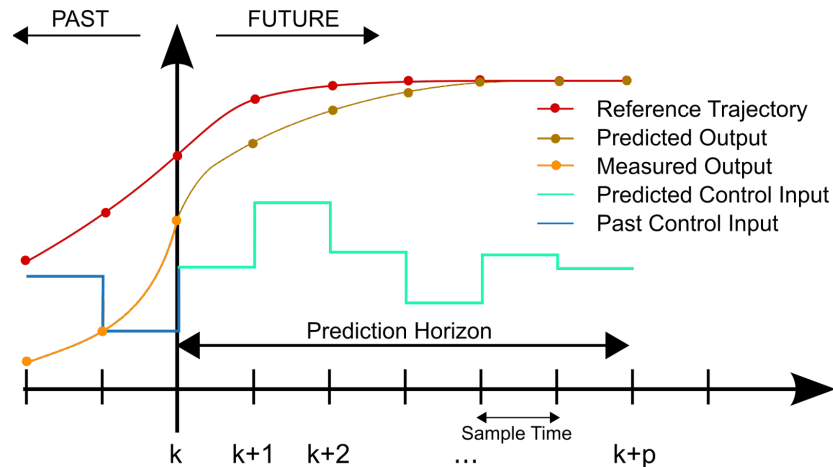 PAST
FUTURE
Reference Trajectory
Predicted Output
Measured Output
Predicted Control Input
Past Control Input
Prediction Horizon
Sample Time
k
k+1
k+2
...
k+p